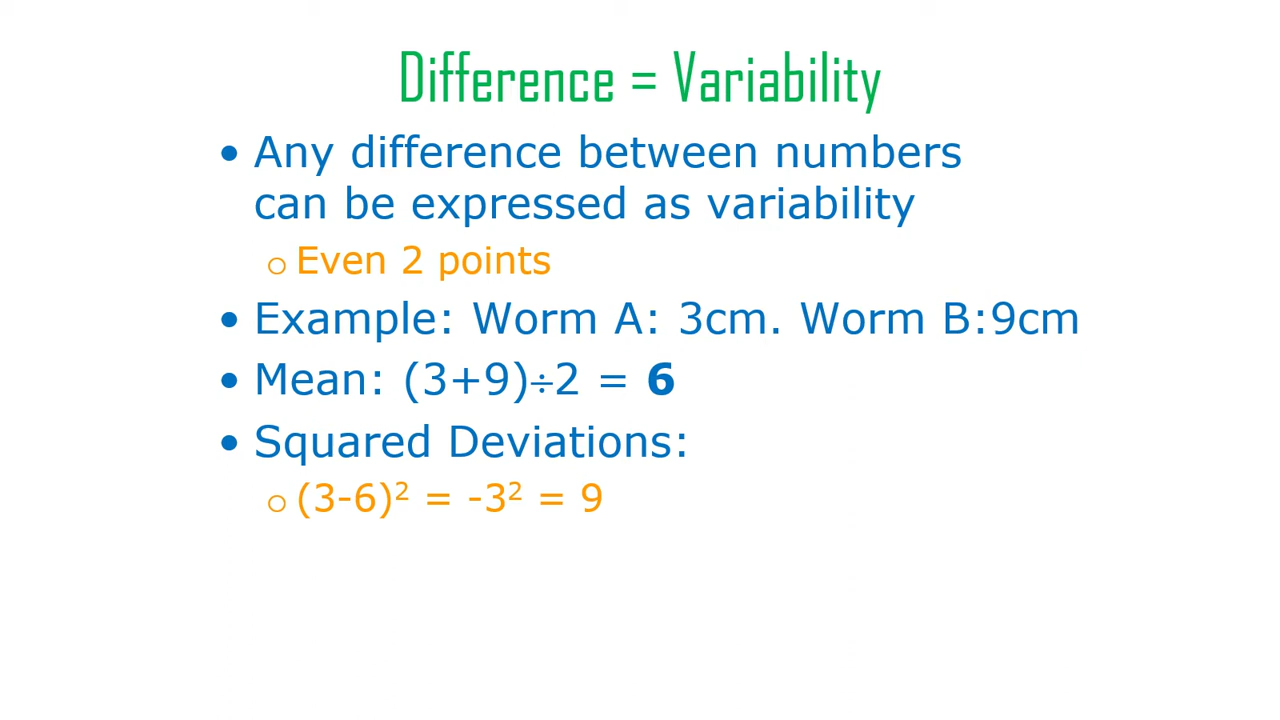 Difference = Variability
• Any difference between numbers
can be expressed as variability
o Even 2 points
• Example: Worm A: 3cm. Worm B:9cm
• Mean: (3+9)÷2 = 6
• Squared Deviations:
o (3-6)² = -3² = 9